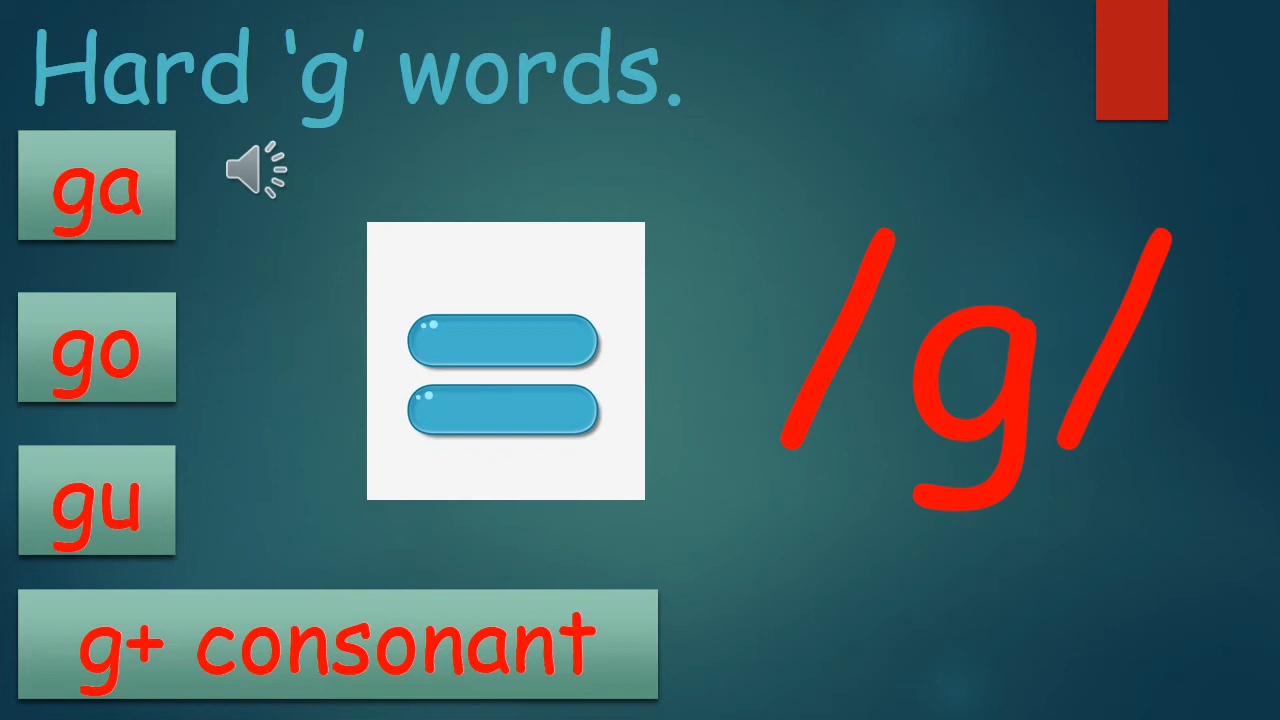 Hard ‘g’ words.
ga
go
gu
/g/
g+ consonant